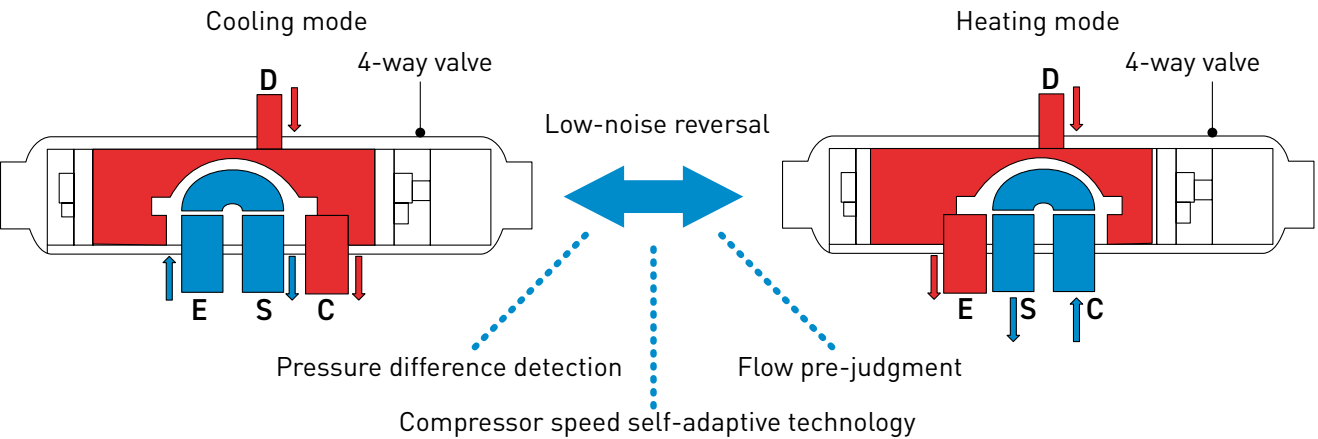 Cooling mode
Heating mode
4-way valve
4-way valve
D
D
Low-noise reversal
E S C
E S C
Pressure difference detection
Flow pre-judgment
Compressor speed self-adaptive technology